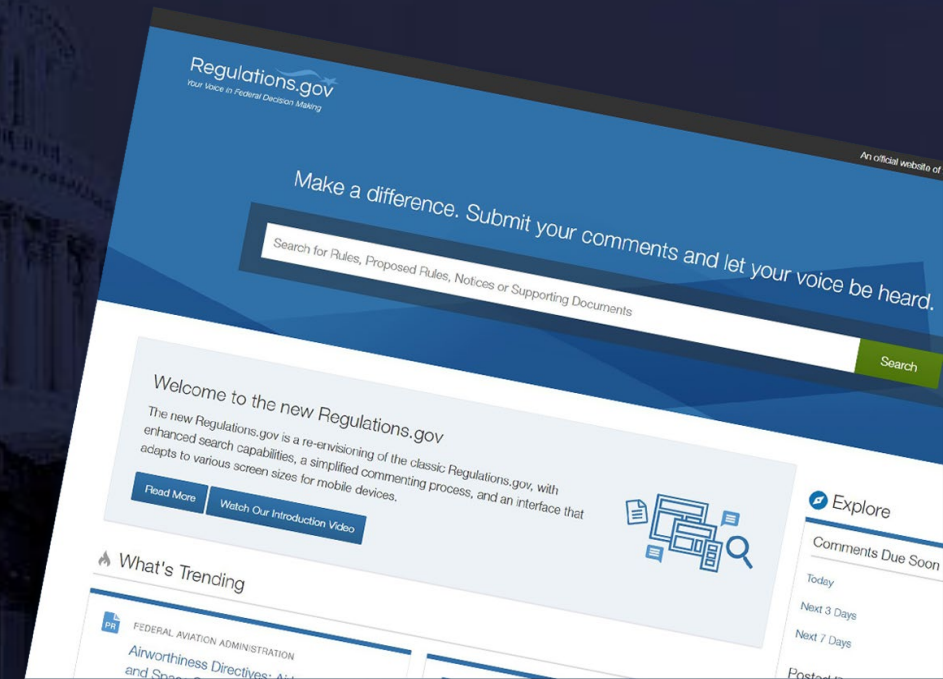 Regulations.gov
Your Voice in Federal Decision Making
An official website of
Make a difference. Submit your comments and let your voice be heard.
Search for Rules, Proposed Rules, Notices or Supporting Documents
Search
Welcome to the new Regulations.gov
The new Regulations.gov is a re-envisioning of the classic Regulations.gov, with
enhanced search capabilities, a simplified commenting process, and an interface that
adapts to various screen sizes for mobile devices.
Read More
Watch Our Introduction Video
Explore
Comments Due Soon
Today
Next 3 Days
Next 7 Days
What's Trending
PR
FEDERAL AVIATION ADMINISTRATION
Airworthiness Directives:
and
Posted